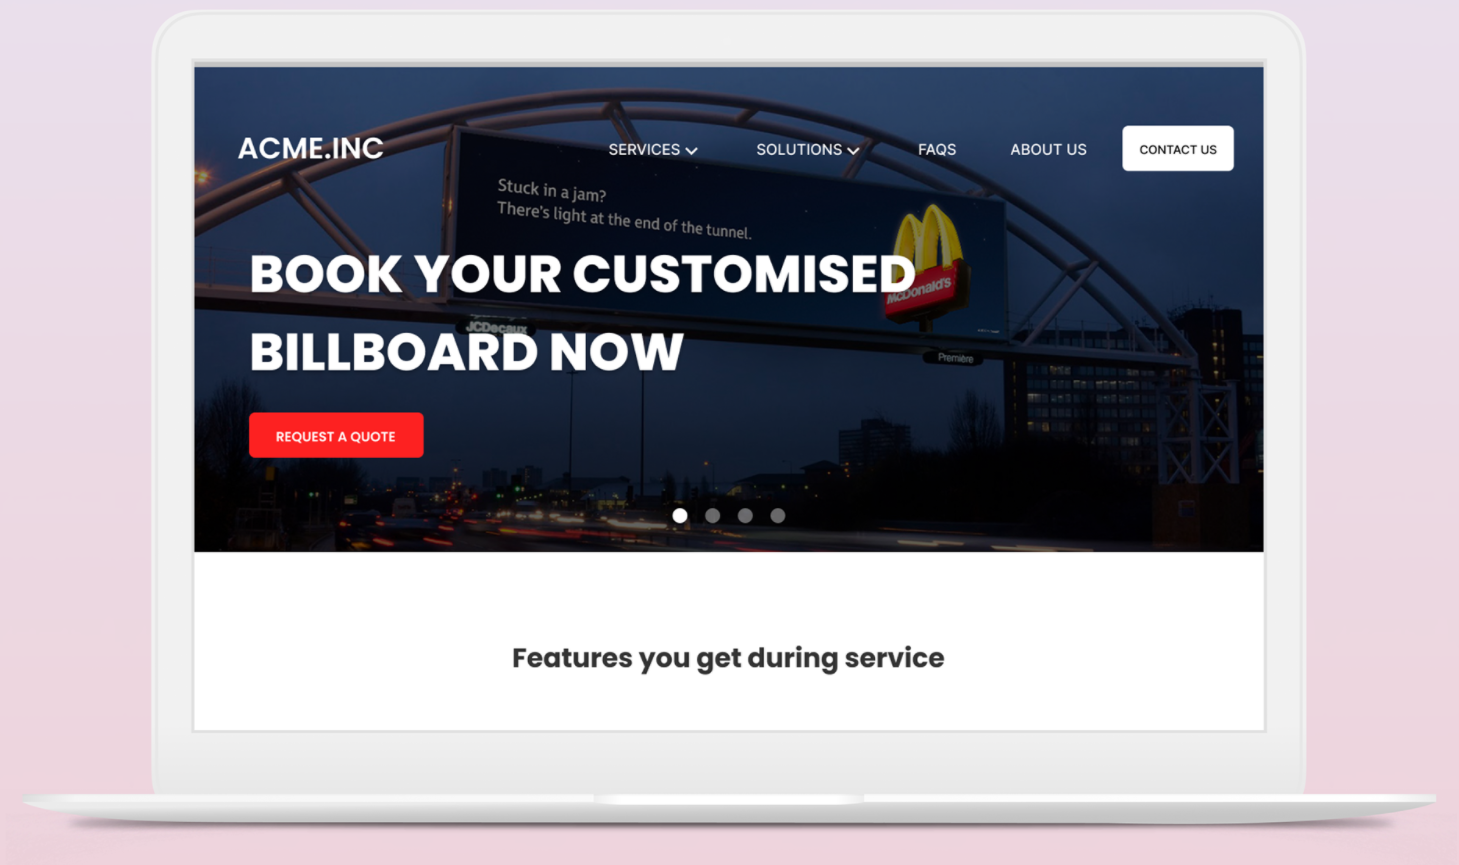 ACME.INC
SERVICES
SOLUTIONS
FAQS
ABOUT US
CONTACT US
Stuck in a jam?
There's light at the end of the tunnel.
McDonald's
BOOK YOUR CUSTOMISED
JCDecaux
BILLBOARD NOW
Première
REQUEST A QUOTE
Features you get during service